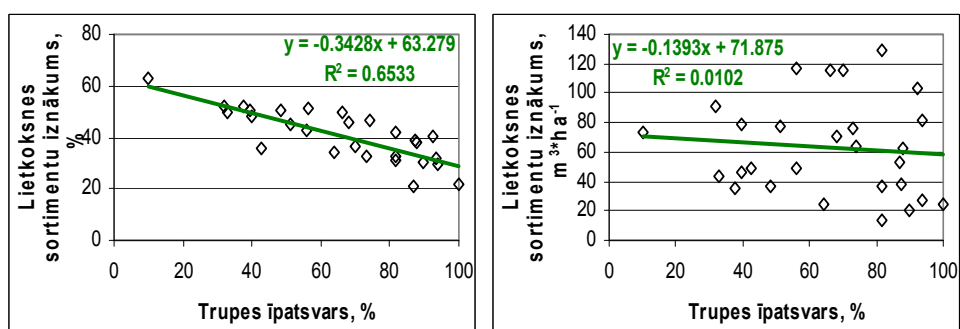 Lietkoksnes
sortimentu iznākums,
%
80
60
40
20
0
y = -0.3428x + 63.279
R² = 0.6533
0 20 40 60 80 100
Trupes īpatsvars, %
Lietkoksnes
sortimentu iznākums,
m³*ha⁻¹
140
120
100
80
60
40
20
0
y = -0.1393x + 71.875
R² = 0.0102
0 20 40 60 80 100
Trupes īpatsvars, %